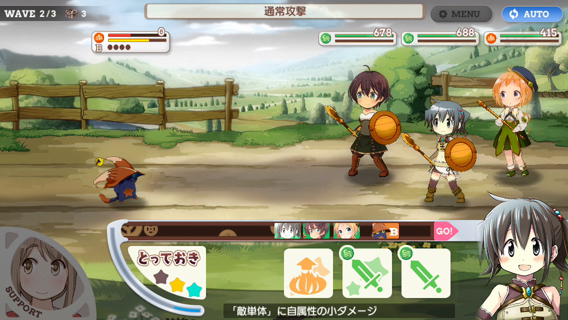 WAVE 2/3 3
通常攻撃
MENU
AUTO
0
B
678
688
415
B
GO!
とっておき
SUPPORT
「敵単体」に自属性の小ダメージ